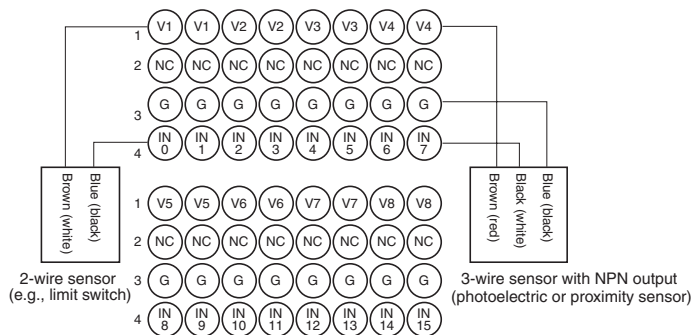 1 V1 V1 V2 V2 V3 V3 V4 V4
2 NC NC NC NC NC NC NC NC
3 G G G G G G G G
4 IN 0 IN 1 IN 2 IN 3 IN 4 IN 5 IN 6 IN 7
Brown (white)
Blue (black)
2-wire sensor
(e.g., limit switch)
Brown (red)
Black (white)
Blue (black)
3-wire sensor with NPN output
(photoelectric or proximity sensor)
1 V5 V5 V6 V6 V7 V7 V8 V8
2 NC NC NC NC NC NC NC NC
3 G G G G G G G G
4 IN 8 IN 9 IN 10 IN 11 IN 12 IN 13 IN 14 IN 15